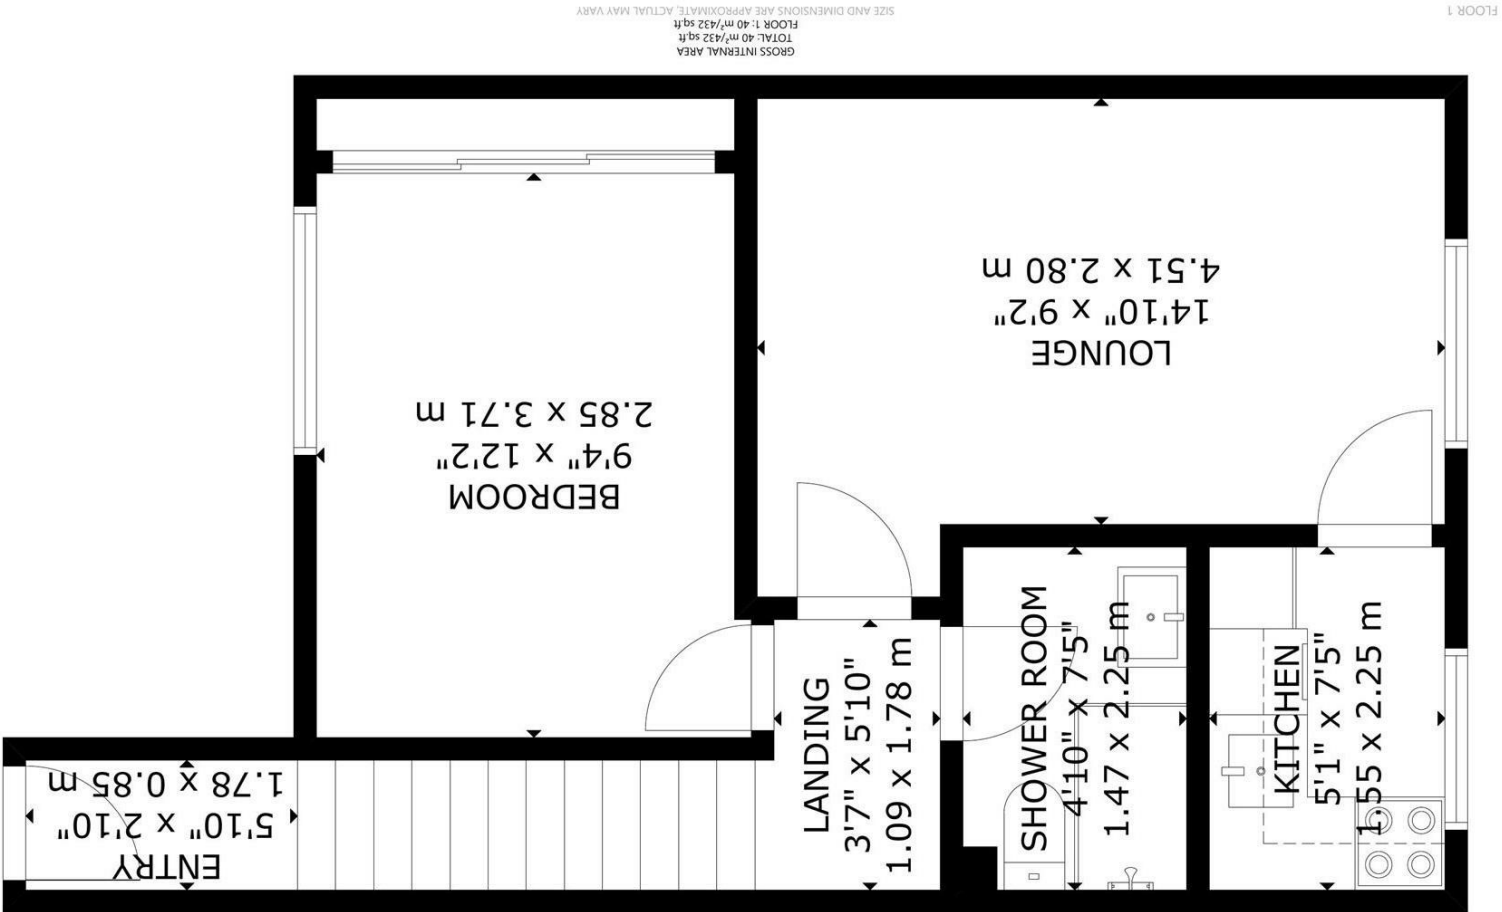 ENTRY
5'10" x 2'10"
1.78 x 0.85 m
LANDING
3'7" x 5'10"
1.09 x 1.78 m
SHOWER ROOM
4'10" x 7'5"
1.47 x 2.25 m
KITCHEN
5'1" x 7'5"
1.55 x 2.25 m
BEDROOM
9'4" x 12'2"
2.85 x 3.71 m
LOUNGE
14'10" x 9'2"
4.51 x 2.80 m
GROSS INTERNAL AREA
TOTAL: 40 m²/432 sq.ft
FLOOR 1: 40 m²/432 sq.ft
SIZE AND DIMENSIONS ARE APPROXIMATE, ACTUAL MAY VARY
FLOOR 1